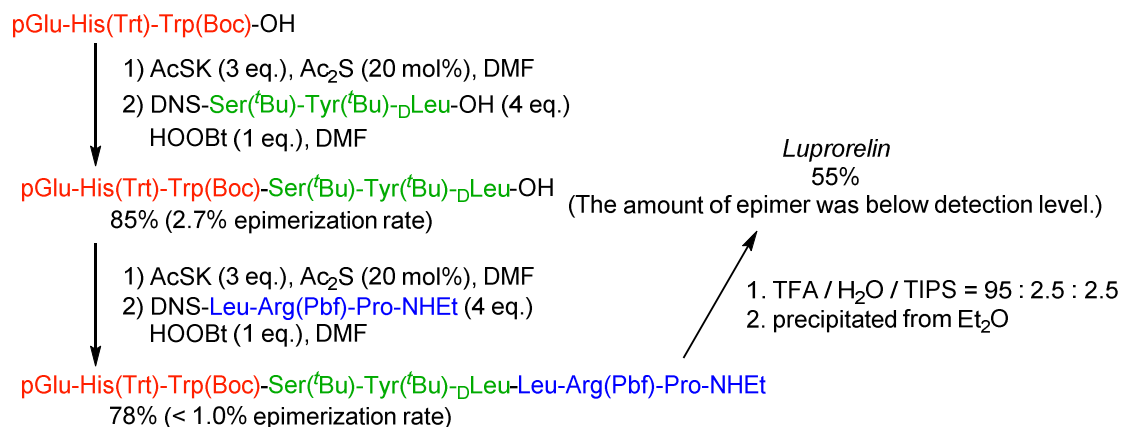 pGlu-His(Trt)-Trp(Boc)-OH
1) AcSK (3 eq.), Ac2S (20 mol%), DMF
2) DNS-Ser(tBu)-Tyr(tBu)-DLeu-OH (4 eq.)
HOOBt (1 eq.), DMF
pGlu-His(Trt)-Trp(Boc)-Ser(tBu)-Tyr(tBu)-DLeu-OH
85% (2.7% epimerization rate)
1) AcSK (3 eq.), Ac2S (20 mol%), DMF
2) DNS-Leu-Arg(Pbf)-Pro-NHEt (4 eq.)
HOOBt (1 eq.), DMF
pGlu-His(Trt)-Trp(Boc)-Ser(tBu)-Tyr(tBu)-DLeu-Leu-Arg(Pbf)-Pro-NHEt
78% (< 1.0% epimerization rate)
1. TFA / H2O / TIPS = 95 : 2.5 : 2.5
2. precipitated from Et2O
Luprorelin
55%
(The amount of epimer was below detection level.)